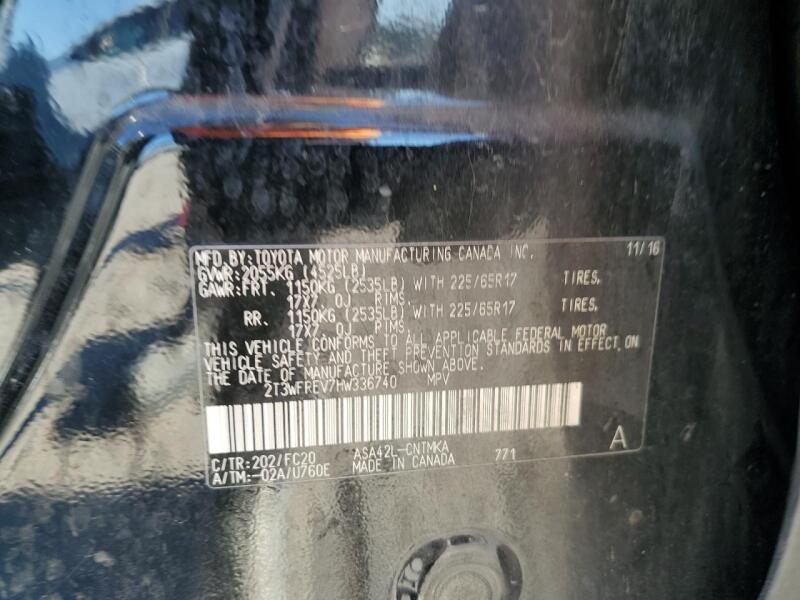 MFD.BY:TOYOTA MOTOR MANUFACTURING CANADA INC. 11/16
GVWR:2055KG (4525LB)
GAWR:FRT. 1150KG (2535LB) WITH 225/65R17 TIRES,
17X7. 0J RIMS.
RR. 1150KG (2535LB) WITH 225/65R17 TIRES,
17X7. 0J RIMS.
THIS VEHICLE CONFORMS TO ALL APPLICABLE FEDERAL MOTOR
VEHICLE SAFETY AND THEFT PREVENTION STANDARDS IN EFFECT ON
THE DATE OF MANUFACTURE SHOWN ABOVE.
2T3WFREV7HW336740 MPV
C/TR:202/FC20 ASA42L-CNTMKA 771 A
A/TM:-02A/U760E MADE IN CANADA